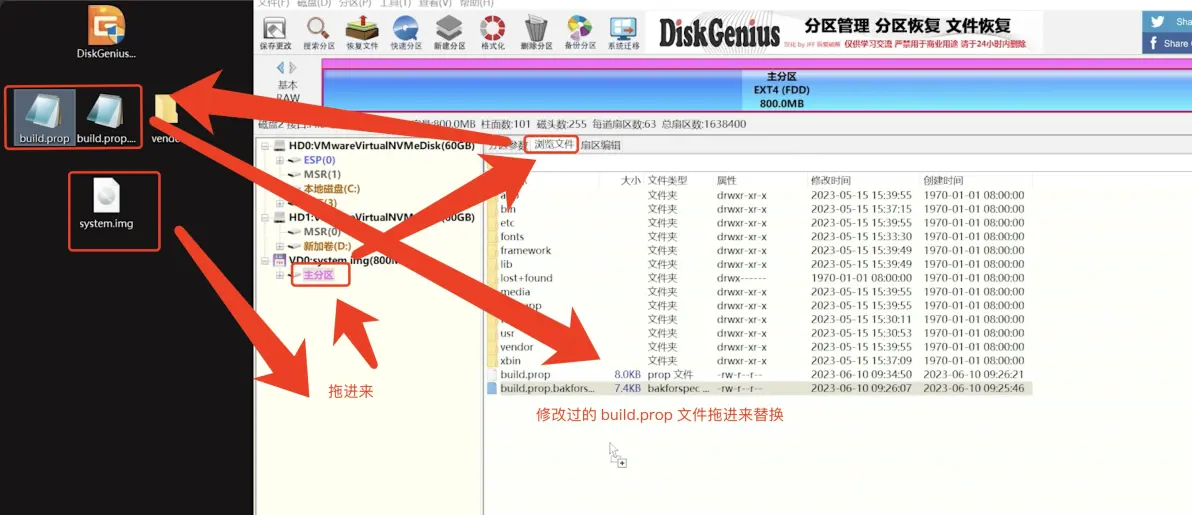 文件(F) 磁盘(D) 分区(P) 工具(T) 查看(V) 帮助(H)
DiskGenius...
保存更改 搜索分区 恢复文件 快速分区 新建分区 格式化 删除分区 备份分区 系统迁移
DiskGenius 分区管理 分区恢复 文件恢复
汉化 by JFF 我爱破解 仅供学习交流 严禁用于商业用途 请于24小时内删除
Sha
Share
build.prop
build.prop....
system.img
基本
RAW
主分区
EXT4 (FDD)
800.0MB
磁盘2 800.0MB 柱面数:101 磁头数:255 每道扇区数:63 总扇区数:1638400
HD0:VMwareVirtualNVMeDisk(60GB)
ESP(0)
MSR(1)
本地磁盘(C:)
(3)
HD1:
MSR(0)
新加卷(D:)
VD0:system.img(800M
主分区
分区参数 浏览文件 扇区编辑
大小 文件类型 属性 修改时间 创建时间
文件夹 drwxr-xr-x 2023-05-15 15:39:55 1970-01-01 08:00:00
bin 文件夹 drwxr-xr-x 2023-05-15 15:37:15 1970-01-01 08:00:00
etc 文件夹 drwxr-xr-x 2023-05-15 15:39:55 1970-01-01 08:00:00
fonts 文件夹 drwxr-xr-x 2023-05-15 15:33:30 1970-01-01 08:00:00
framework 文件夹 drwxr-xr-x 2023-05-15 15:39:49 1970-01-01 08:00:00
lib 文件夹 drwxr-xr-x 2023-05-15 15:39:49 1970-01-01 08:00:00
lost+found 文件夹 drwx------ 1970-01-01 08:00:00 1970-01-01 08:00:00
media 文件夹 drwxr-xr-x 2023-05-15 15:39:55 1970-01-01 08:00:00
文件夹 drwxr-xr-x 2023-05-15 15:39:55 1970-01-01 08:00:00
文件夹 drwxr-xr-x 2023-05-15 15:30:11 1970-01-01 08:00:00
usr 文件夹 drwxr-xr-x 2023-05-15 15:30:53 1970-01-01 08:00:00
vendor 文件夹 drwxr-xr-x 2023-05-15 15:39:55 1970-01-01 08:00:00
xbin 文件夹 drwxr-xr-x 2023-05-15 15:37:09 1970-01-01 08:00:00
build.prop 8.0KB prop 文件 -rw-r--r-- 2023-06-10 09:34:50 2023-06-10 09:26:21
build.prop.bakfors... 7.4KB bakforspec ... -rw-r--r-- 2023-06-10 09:26:07 2023-06-10 09:25:46
拖进来
修改过的 build.prop 文件拖进来替换